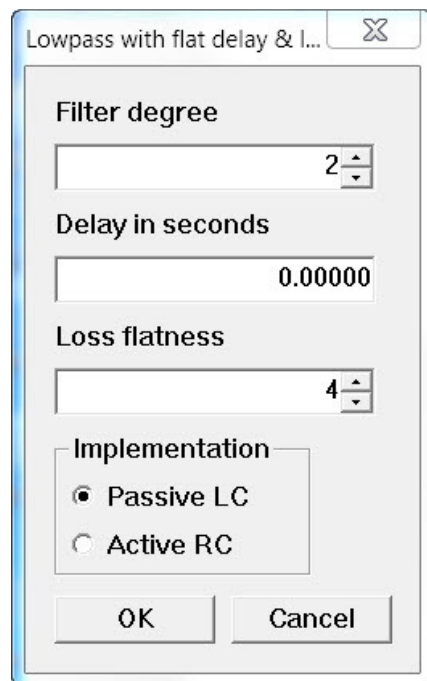 Lowpass with flat delay & l...
Filter degree
2
Delay in seconds
0.00000
Loss flatness
4
Implementation
Passive LC
Active RC
OK Cancel